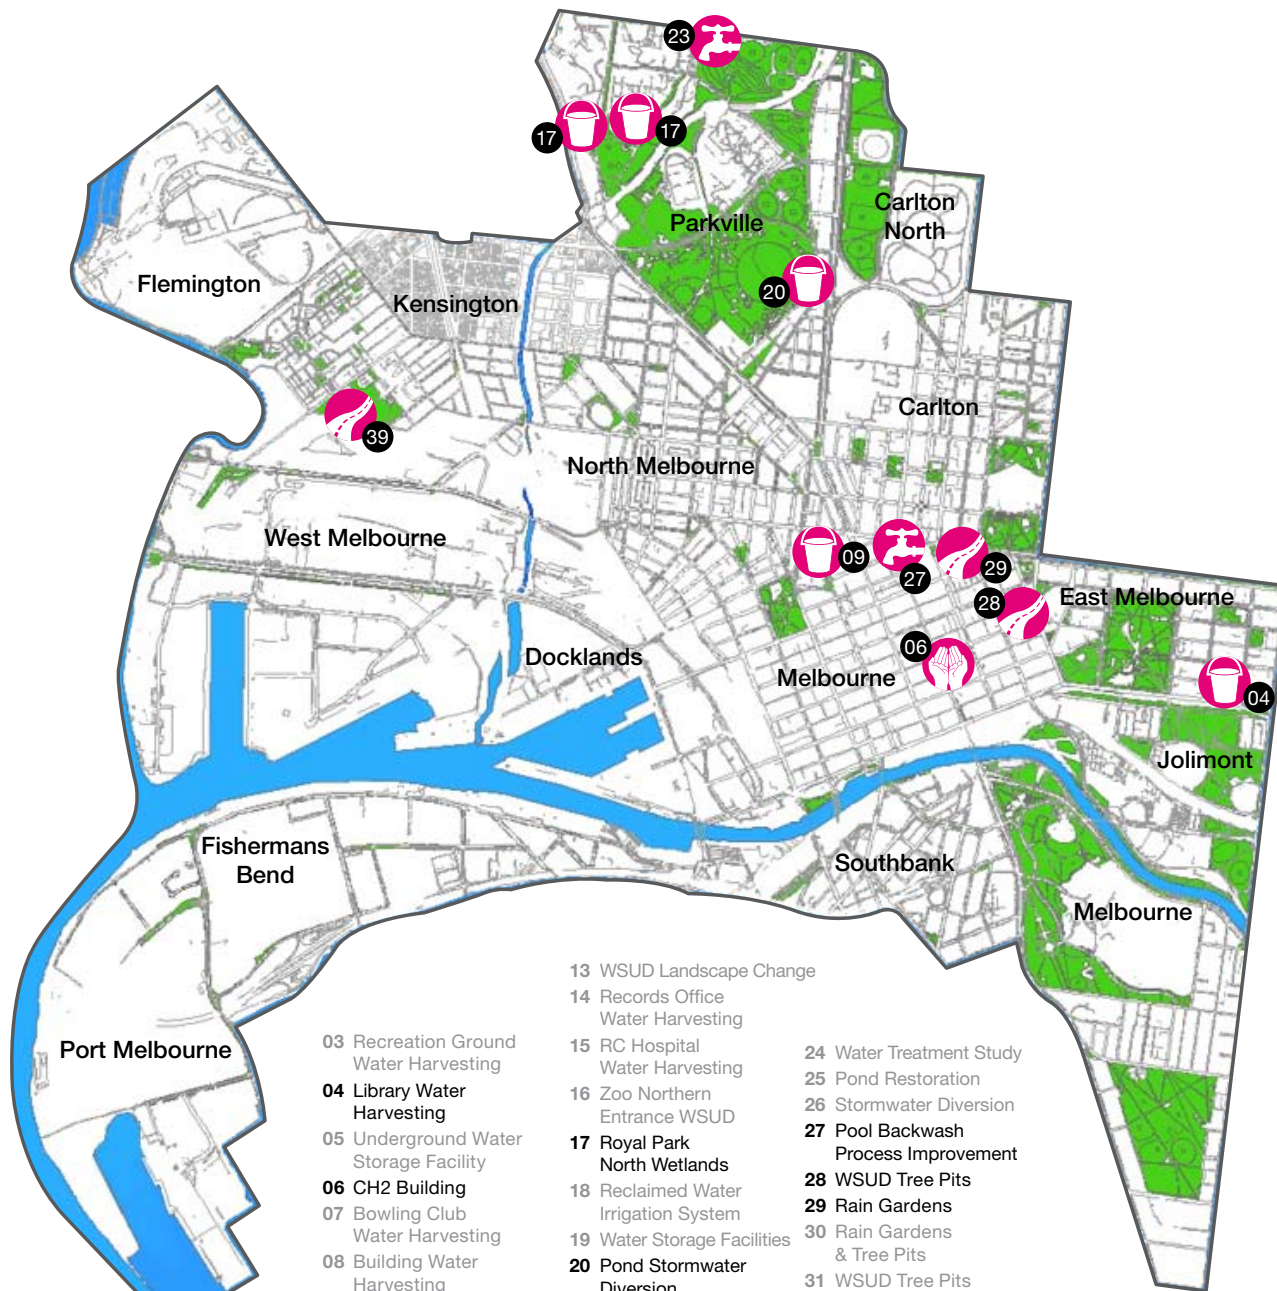 23
17
17
Carlton
North
Parkville
Flemington
20
Kensington
Carlton
39
North Melbourne
West Melbourne
09
27
29
28
East Melbourne
06
Docklands
Melbourne
04
Jolimont
Fishermans
Bend
Southbank
Melbourne
Port Melbourne
03 Recreation Ground
Water Harvesting
04 Library Water
Harvesting
05 Underground Water
Storage Facility
06 CH2 Building
07 Bowling Club
Water Harvesting
08 Building Water
Harvesting
13 WSUD Landscape Change
14 Records Office
Water Harvesting
15 RC Hospital
Water Harvesting
16 Zoo Northern
Entrance WSUD
17 Royal Park
North Wetlands
18 Reclaimed Water
Irrigation System
19 Water Storage Facilities
20 Pond Stormwater
Diversion
24 Water Treatment Study
25 Pond Restoration
26 Stormwater Diversion
27 Pool Backwash
Process Improvement
28 WSUD Tree Pits
29 Rain Gardens
30 Rain Gardens
& Tree Pits
31 WSUD Tree Pits